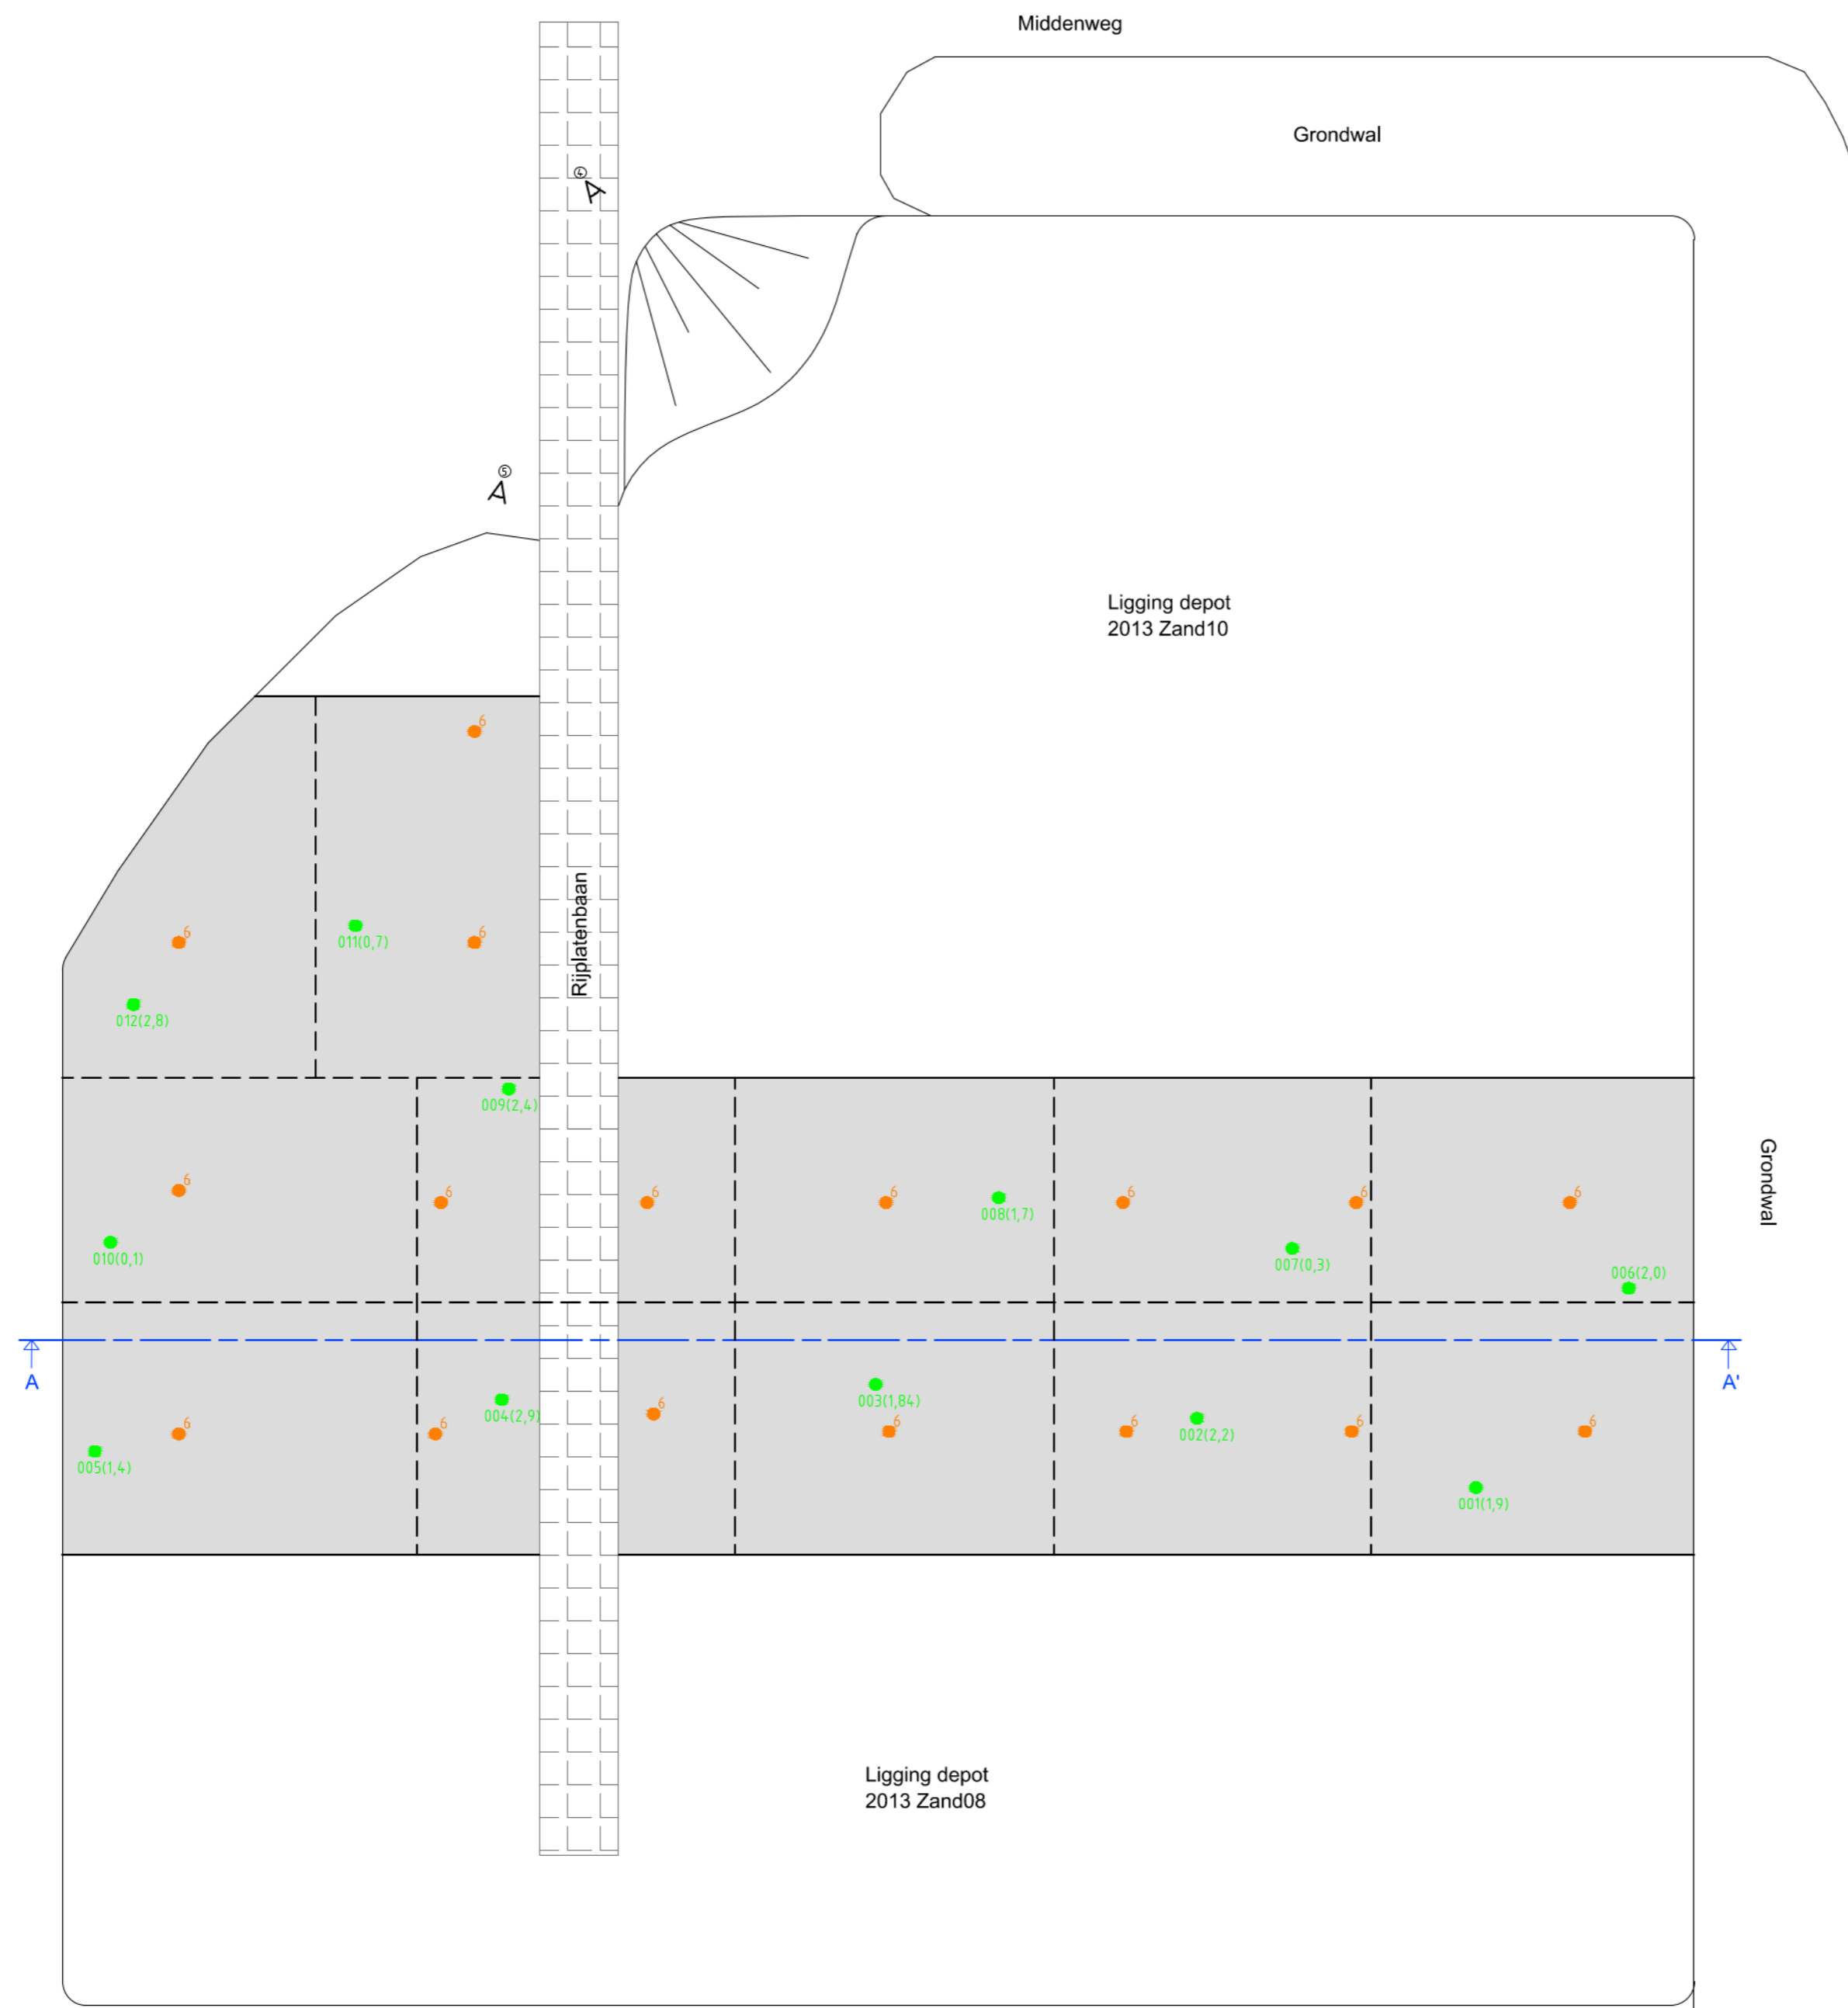 Middenweg
Grondwal
④
A
⑤
A
Ligging depot
2013 Zand10
6
Rijplatenbaan
6
011(0,7)
6
012(2,8)
009(2,4)
Grondwal
6
6
6
6
008(1,7)
6
6
6
010(0,1)
007(0,3)
006(2,0)
A
A'
003(1,84)
004(2,9)
6
6
6
6
002(2,2)
6
6
6
005(1,4)
001(1,9)
Ligging depot
2013 Zand08